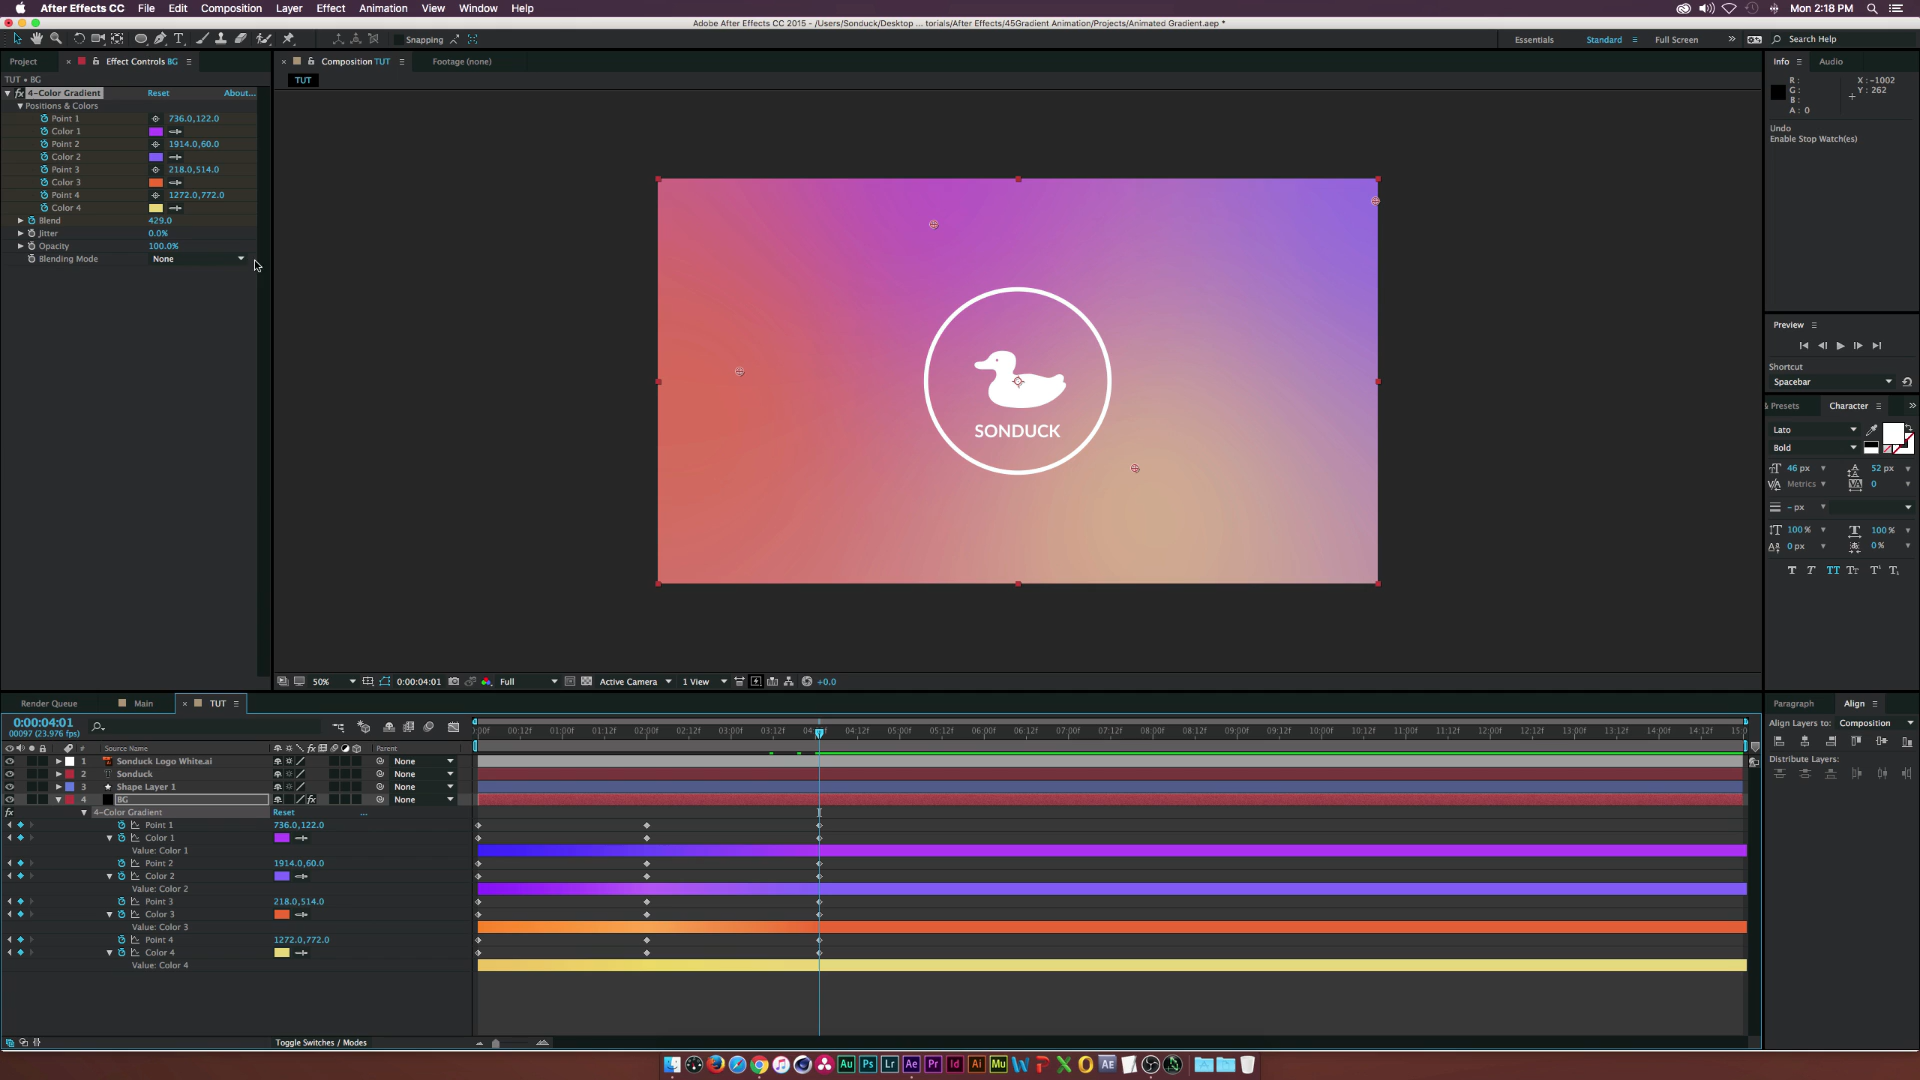 After Effects CC File Edit Composition Layer Effect Animation View Window Help Mon 2:18 PM
Adobe After Effects CC 2015 - /Users/Sonduck/Desktop ... torials/After Effects/45Gradient Animation/Projects/Animated Gradient.aep *
Snapping Essentials Standard Full Screen Search Help
Project Effect Controls BG Composition TUT Footage (none) Info Audio
TUT • BG TUT
4-Color Gradient Reset About...
Positions & Colors
Point 1 736.0,122.0
Color 1
Point 2 1914.0,60.0
Color 2
Point 3 218.0,514.0
Color 3
Point 4 1272.0,772.0
Color 4
Blend 429.0
Jitter 0.0%
Opacity 100.0%
Blending Mode None
R :
G :
B :
A : 0
X : -1002
Y : 262
Undo
Enable Stop Watch(es)
SONDUCK
Preview
Shortcut
Spacebar
& Presets Character
Lato
Bold
46 px 52 px
Metrics 0
- px
100 % 100 %
0 px 0 %
T T TT Tт T¹ T₁
50% 0:00:04:01 Full Active Camera 1 View +0.0
Render Queue Main TUT
0:00:04:01
00097 (23.976 fps)
:00f 00:12f 01:00f 01:12f 02:00f 02:12f 03:00f 03:12f 04:00f 04:12f 05:00f 05:12f 06:00f 06:12f 07:00f 07:12f 08:00f 08:12f 09:00f 09:12f 10:00f 10:12f 11:00f 11:12f 12:00f 12:12f 13:00f 13:12f 14:00f 14:12f 15:0
# Source Name Parent
1 Sonduck Logo White.ai None
2 Sonduck None
3 Shape Layer 1 None
4 BG None
4-Color Gradient Reset ...
Point 1 736.0,122.0
Color 1
Value: Color 1
Point 2 1914.0,60.0
Color 2
Value: Color 2
Point 3 218.0,514.0
Color 3
Value: Color 3
Point 4 1272.0,772.0
Color 4
Value: Color 4
Toggle Switches / Modes
Paragraph Align
Align Layers to: Composition
Distribute Layers:
Au Ps Lr Ae Pr Id Ai Mu W P X O AE